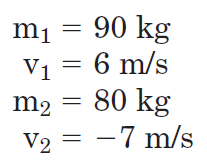 m₁ = 90 kg
v₁ = 6 m/s
m₂ = 80 kg
v₂ = −7 m/s